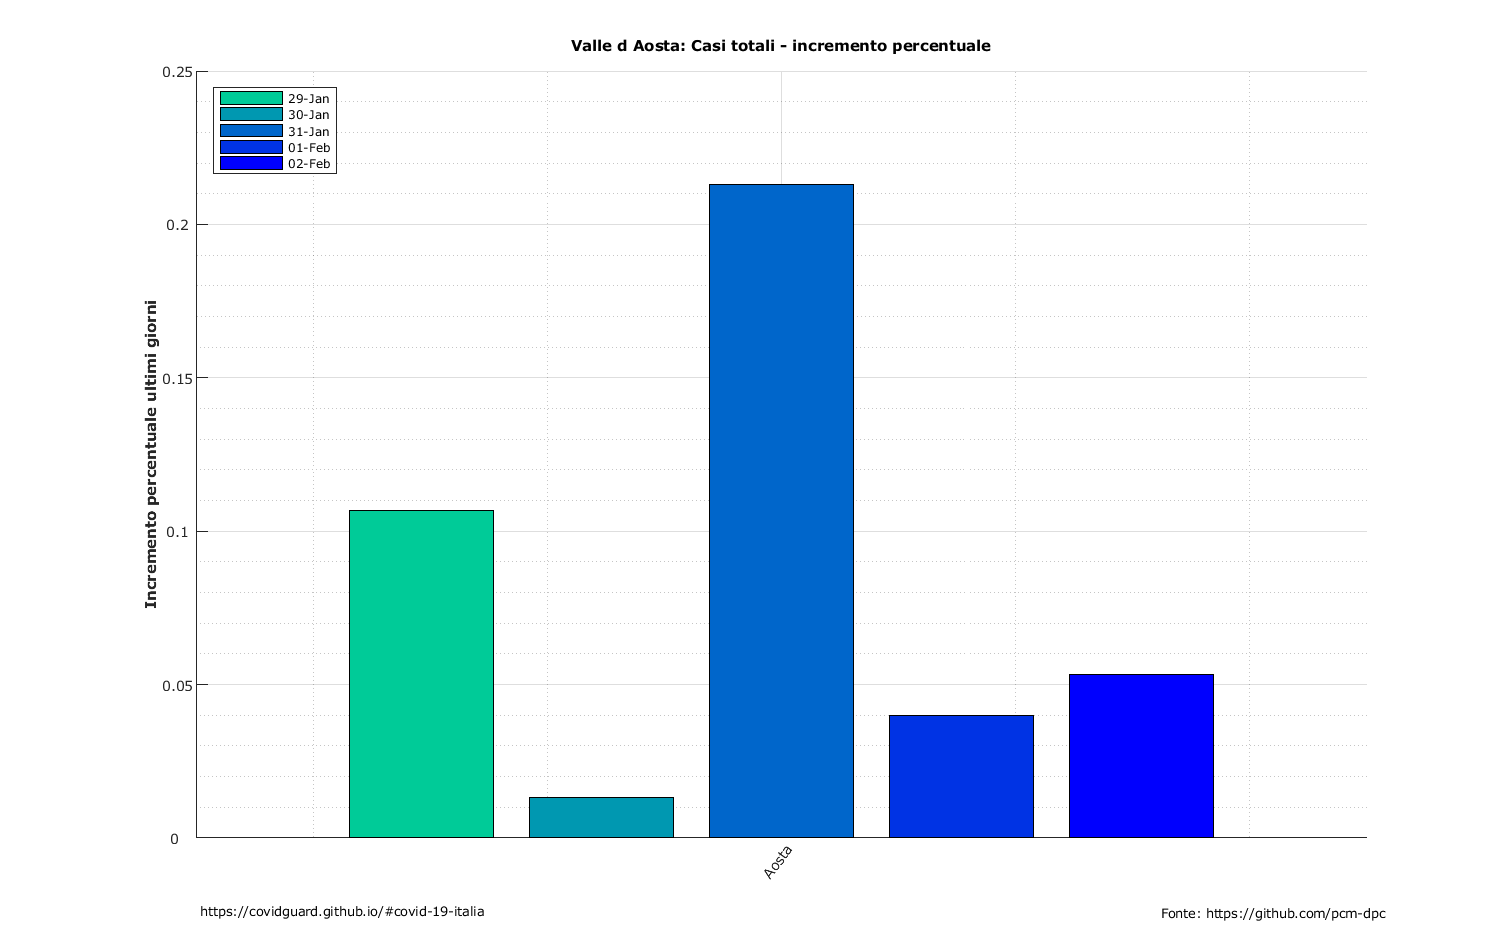 Valle d Aosta: Casi totali - incremento percentuale
0.25
0.2
0.15
0.1
0.05
0
Incremento percentuale ultimi giorni
29-Jan
30-Jan
31-Jan
01-Feb
02-Feb
Aosta
https://covidguard.github.io/#covid-19-italia
Fonte: https://github.com/pcm-dpc